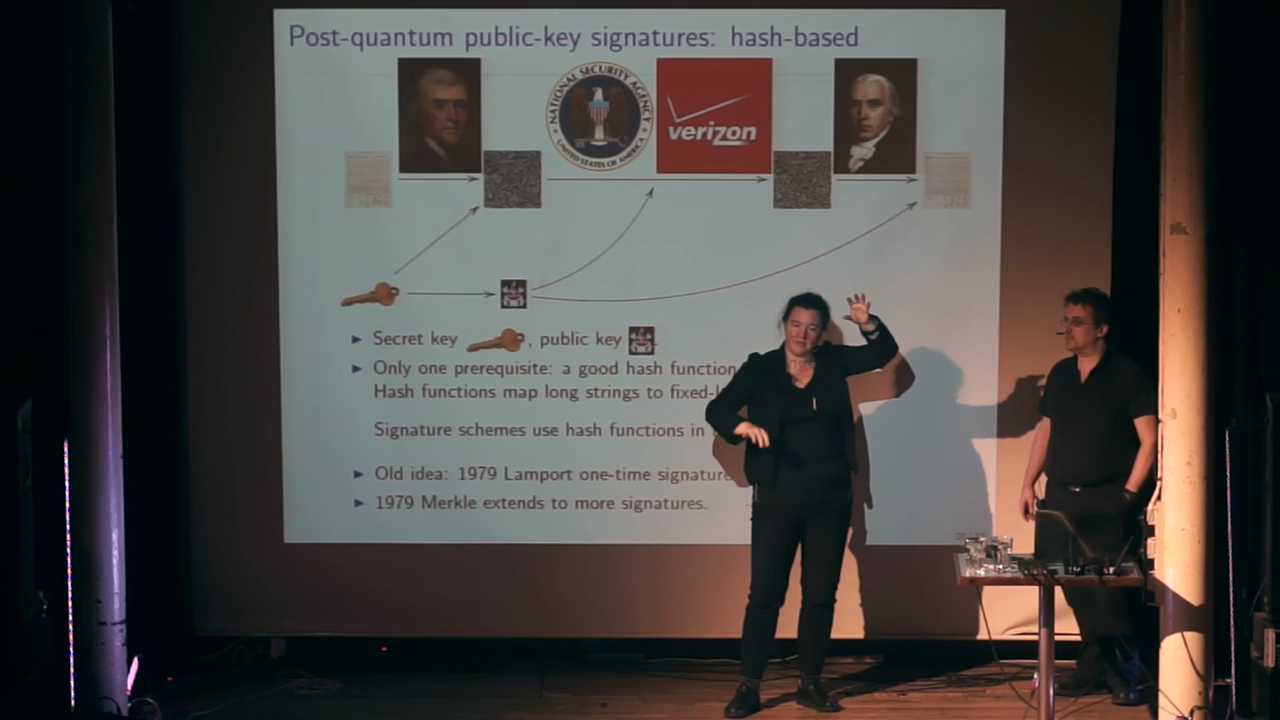 Post-quantum public-key signatures: hash-based
NATIONAL SECURITY AGENCY
UNITED STATES OF AMERICA
verizon
Secret key , public key .
Only one prerequisite: a good hash function
Hash functions map long strings to fixed-
Signature schemes use hash functions in
Old idea: 1979 Lamport one-time signature
1979 Merkle extends to more signatures.